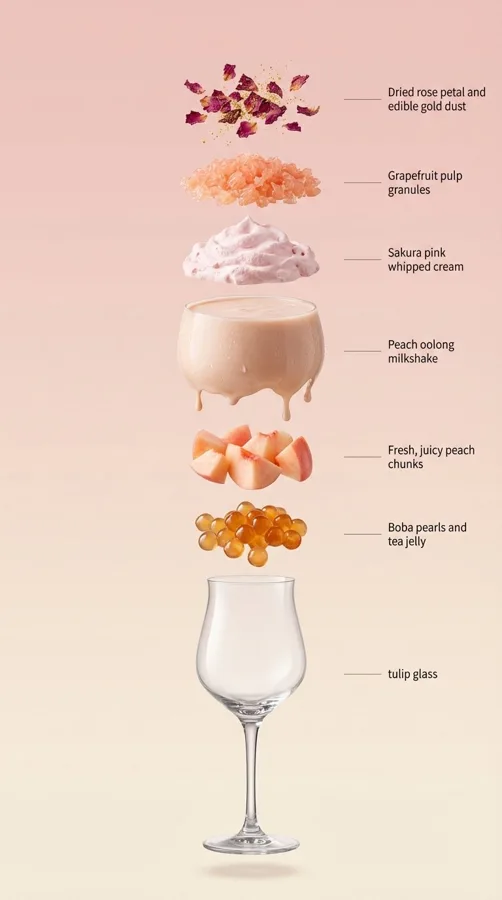 Dried rose petal and
edible gold dust
Grapefruit pulp
granules
Sakura pink
whipped cream
Peach oolong
milkshake
Fresh, juicy peach
chunks
Boba pearls and
tea jelly
tulip glass